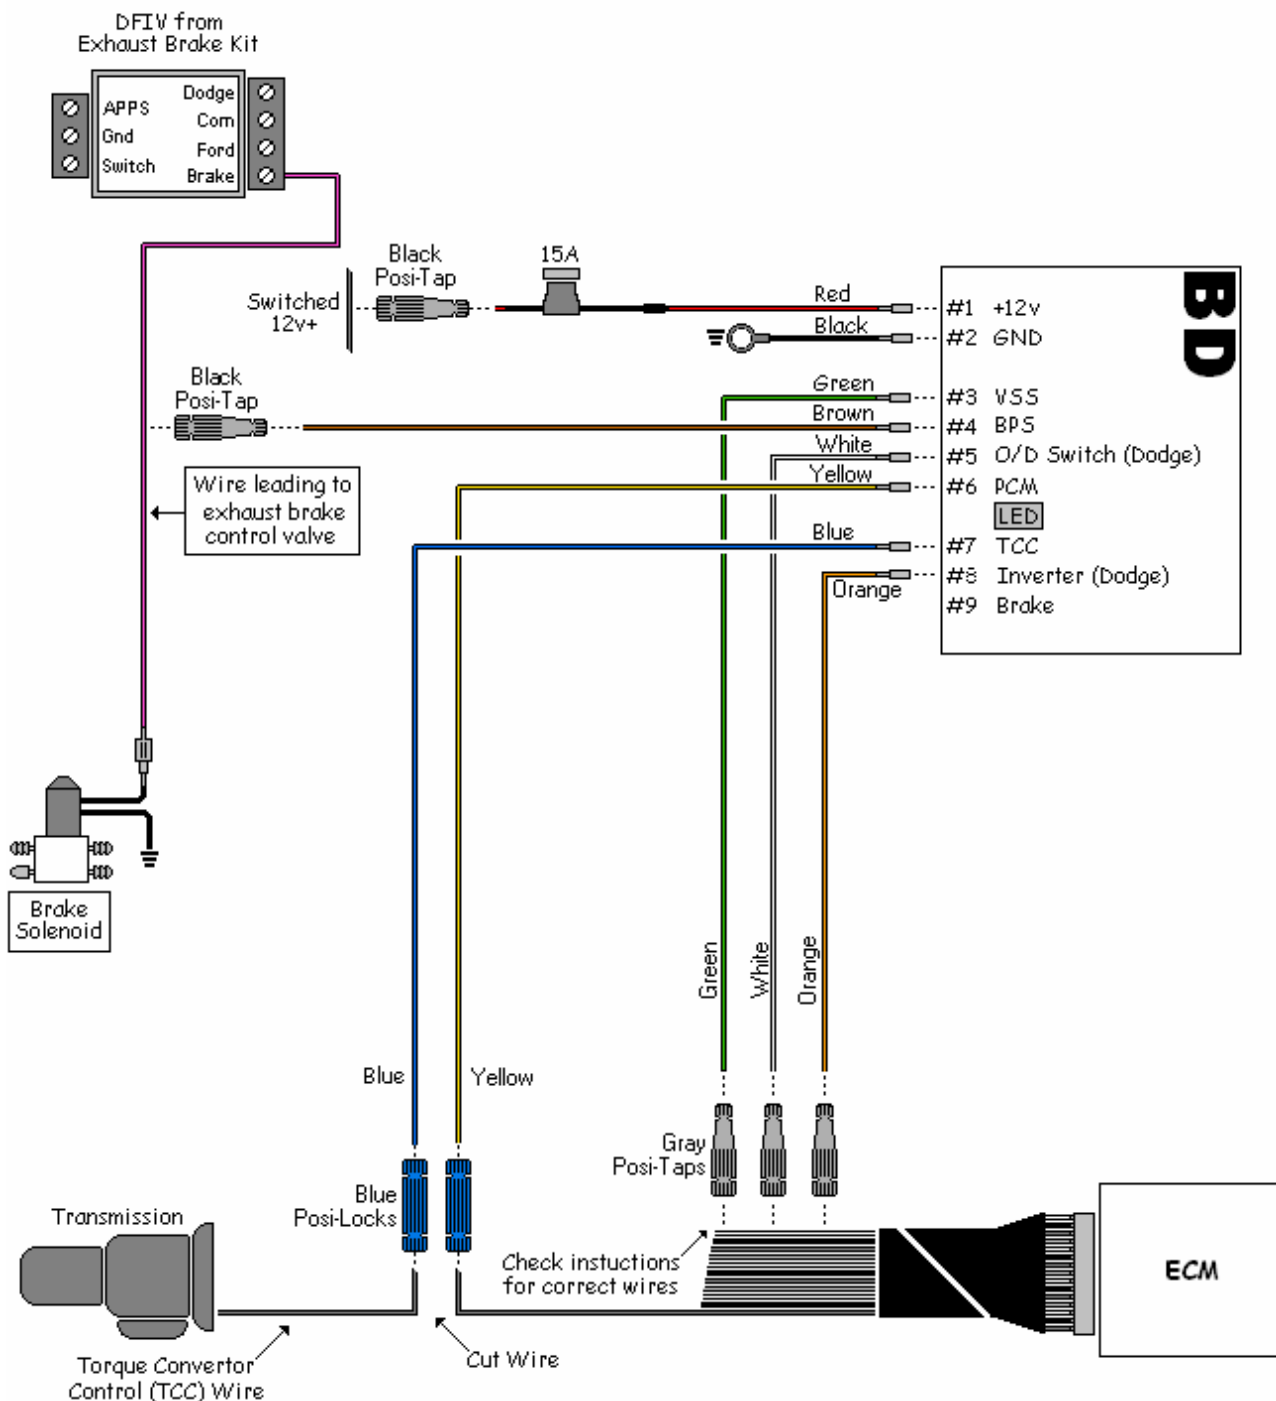 DFIV from
Exhaust Brake Kit
APPS
Gnd
Switch
Dodge
Com
Ford
Brake
Black
Posi-Tap
15A
Switched
12v+
Red
Black
BD
#1 +12v
#2 GND
#3 VSS
#4 BPS
#5 O/D Switch (Dodge)
#6 PCM
LED
#7 TCC
#8 Inverter (Dodge)
#9 Brake
Green
Brown
White
Yellow
Blue
Orange
Black
Posi-Tap
Wire leading to
exhaust brake
control valve
Brake
Solenoid
Green
White
Orange
Blue
Yellow
Gray
Posi-Taps
Blue
Posi-Locks
Transmission
Check instuctions
for correct wires
ECM
Cut Wire
Torque Convertor
Control (TCC) Wire